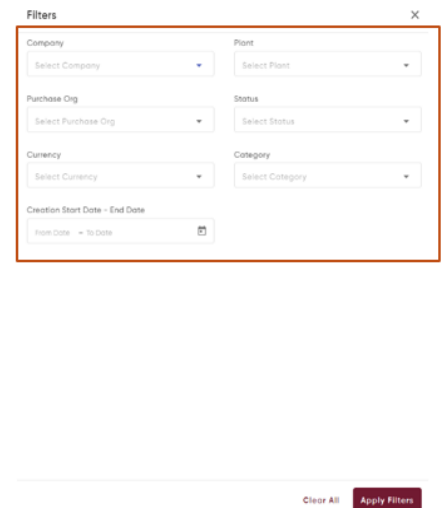 Filters
Company
Plant
Select Company
Select Plant
Purchase Org
Status
Select Purchase Org
Select Status
Currency
Category
Select Currency
Select Category
Creation Start Date - End Date
From Date – To Date
Clear All
Apply Filters